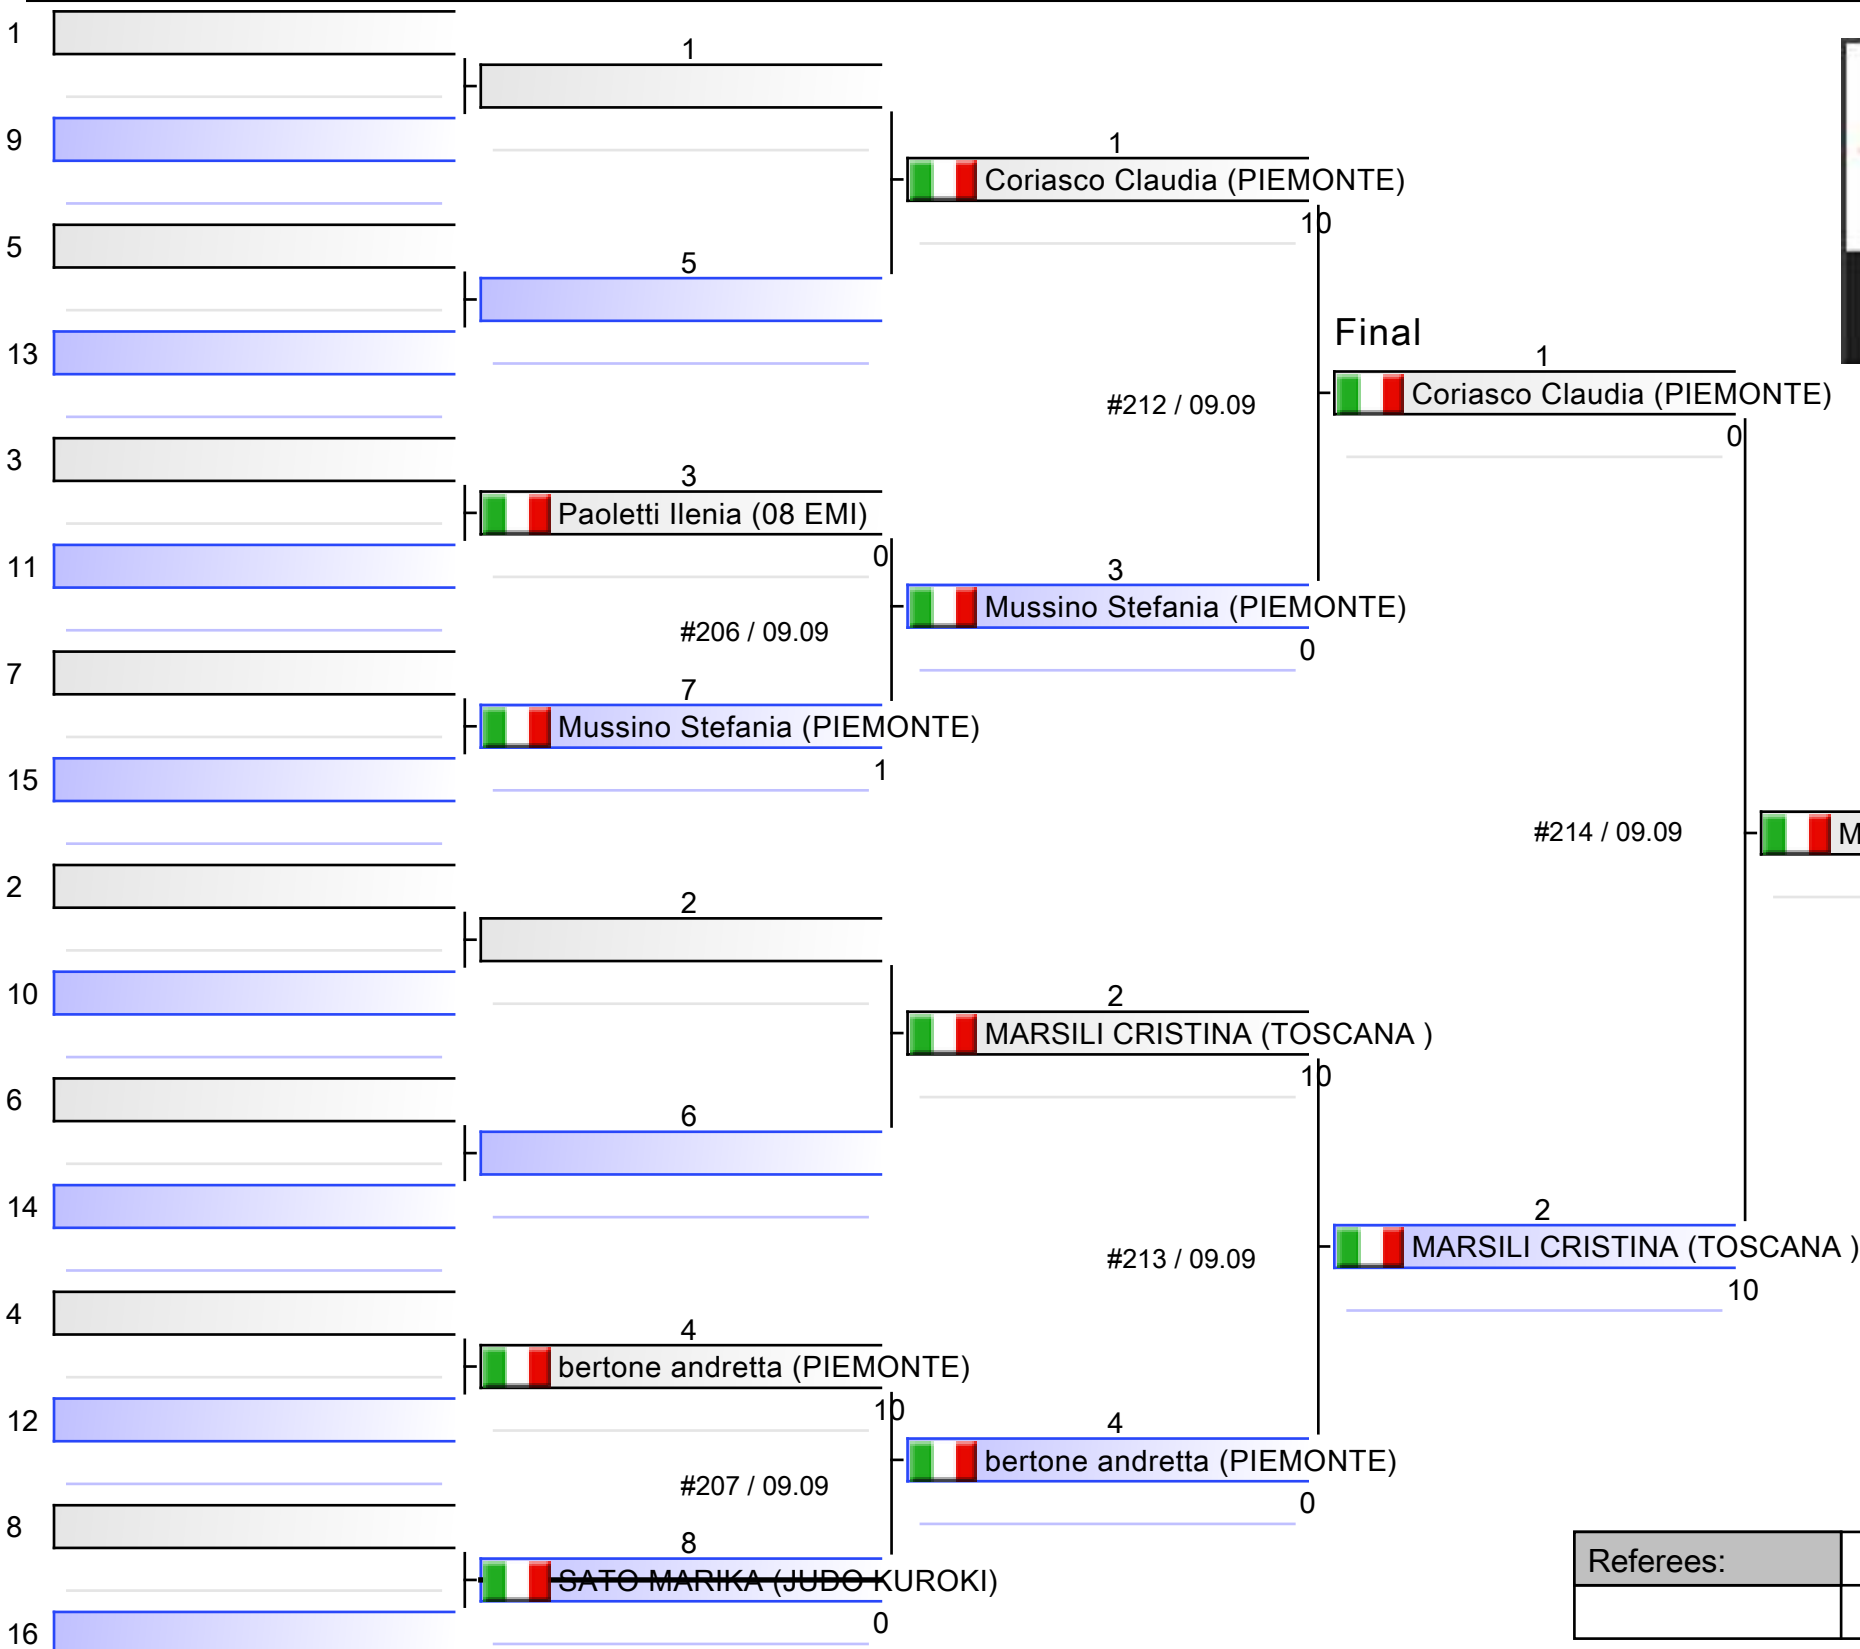 1
1
9
1
Coriasco Claudia (PIEMONTE)
10
5
5
13
Final
1
Coriasco Claudia (PIEMONTE)
0
#212 / 09.09
3
3
Paoletti Ilenia (08 EMI)
0
11
3
Mussino Stefania (PIEMONTE)
0
#206 / 09.09
7
7
Mussino Stefania (PIEMONTE)
1
15
#214 / 09.09
M
2
2
10
2
MARSILI CRISTINA (TOSCANA )
10
6
6
14
2
MARSILI CRISTINA (TOSCANA )
10
#213 / 09.09
4
4
bertone andretta (PIEMONTE)
10
12
4
bertone andretta (PIEMONTE)
0
#207 / 09.09
8
8
SATO MARIKA (JUDO KUROKI)
0
16
Referees: